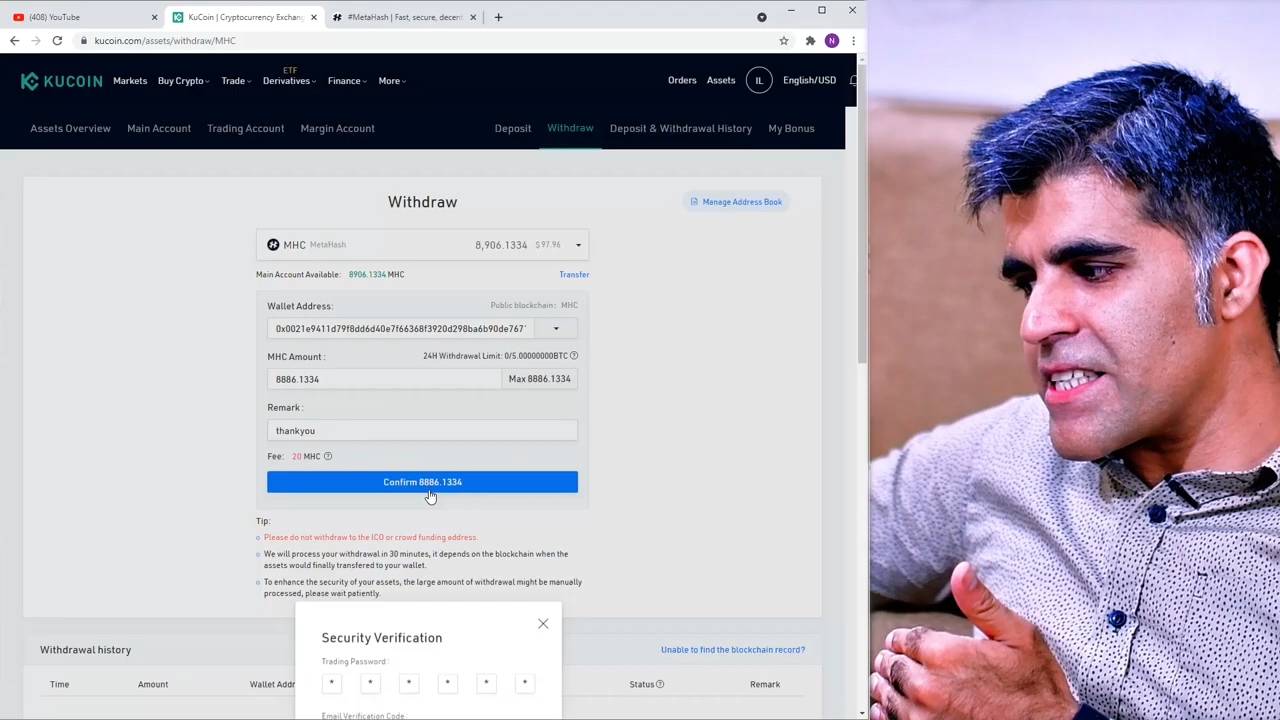 (408) YouTube
KuCoin | Cryptocurrency Exchang
#MetaHash | Fast, secure, decent
kucoin.com/assets/withdraw/MHC
N
KUCOIN
Markets
Buy Crypto
Trade
ETF
Derivatives
Finance
More
Orders
Assets
IL
English/USD
Assets Overview
Main Account
Trading Account
Margin Account
Deposit
Withdraw
Deposit & Withdrawal History
My Bonus
Withdraw
Manage Address Book
MHC MetaHash 8,906.1334 $97.96
Main Account Available: 8906.1334 MHC
Transfer
Wallet Address:
Public blockchain: MHC
0x0021e9411d79f8dd6d40e7f66368f3920d298ba6b90de767
MHC Amount :
24H Withdrawal Limit: 0/5.00000000BTC
8886.1334
Max 8886.1334
Remark :
thankyou
Fee: 20 MHC
Confirm 8886.1334
Tip:
Please do not withdraw to the ICO or crowd funding address.
We will process your withdrawal in 30 minutes, it depends on the blockchain when the
assets would finally transfered to your wallet.
To enhance the security of your assets, the large amount of withdrawal might be manually
processed, please wait patiently.
Security Verification
Trading Password :
* * * * * *
Email Verification Code :
Withdrawal history
Unable to find the blockchain record?
Time
Amount
Wallet Addr
Status
Remark